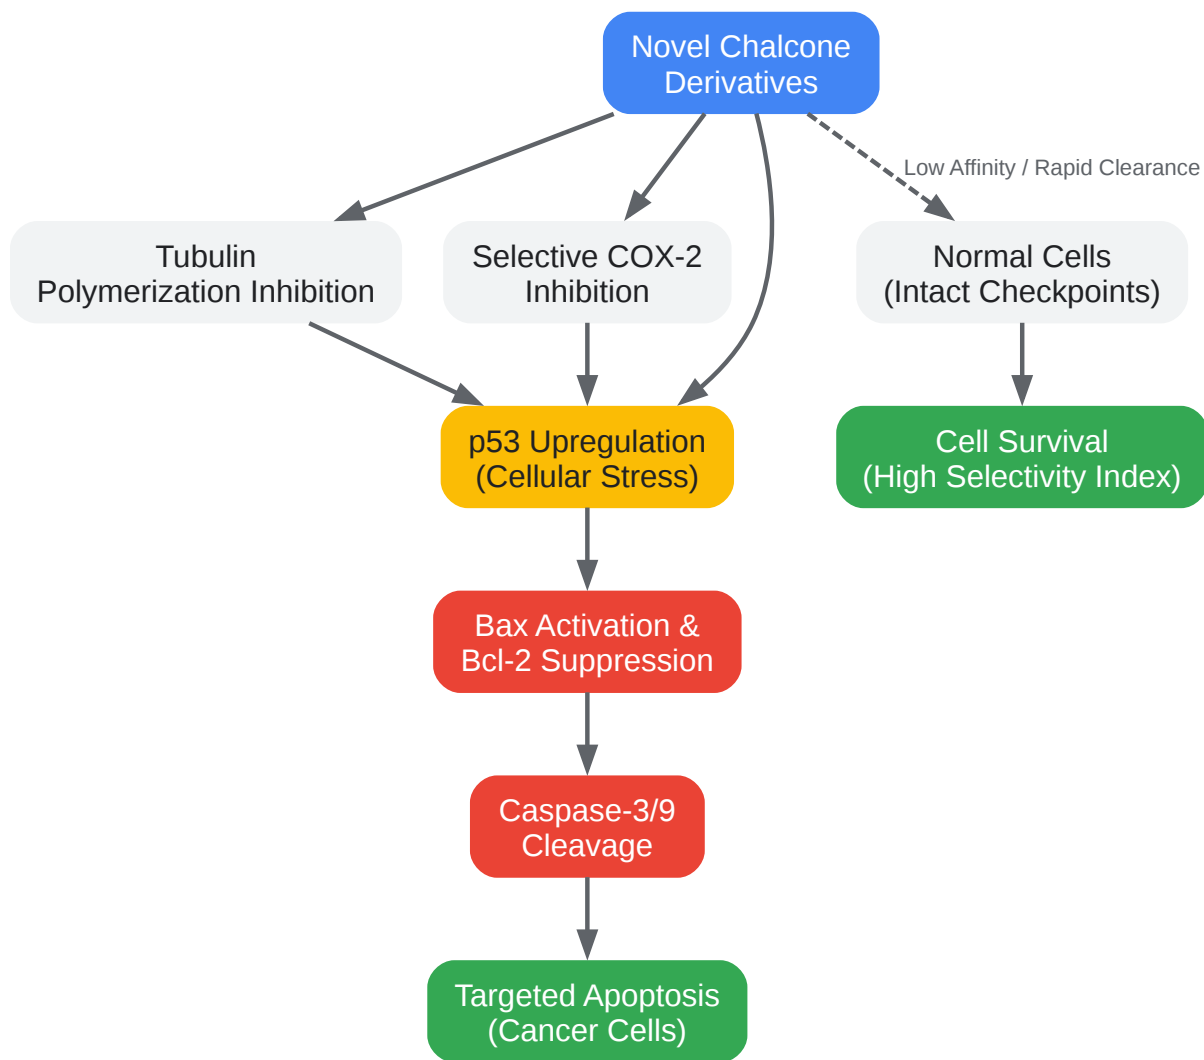 Novel Chalcone
Derivatives
Low Affinity / Rapid Clearance
Tubulin
Polymerization Inhibition
Selective COX-2
Inhibition
Normal Cells
(Intact Checkpoints)
p53 Upregulation
(Cellular Stress)
Cell Survival
(High Selectivity Index)
Bax Activation &
Bcl-2 Suppression
Caspase-3/9
Cleavage
Targeted Apoptosis
(Cancer Cells)